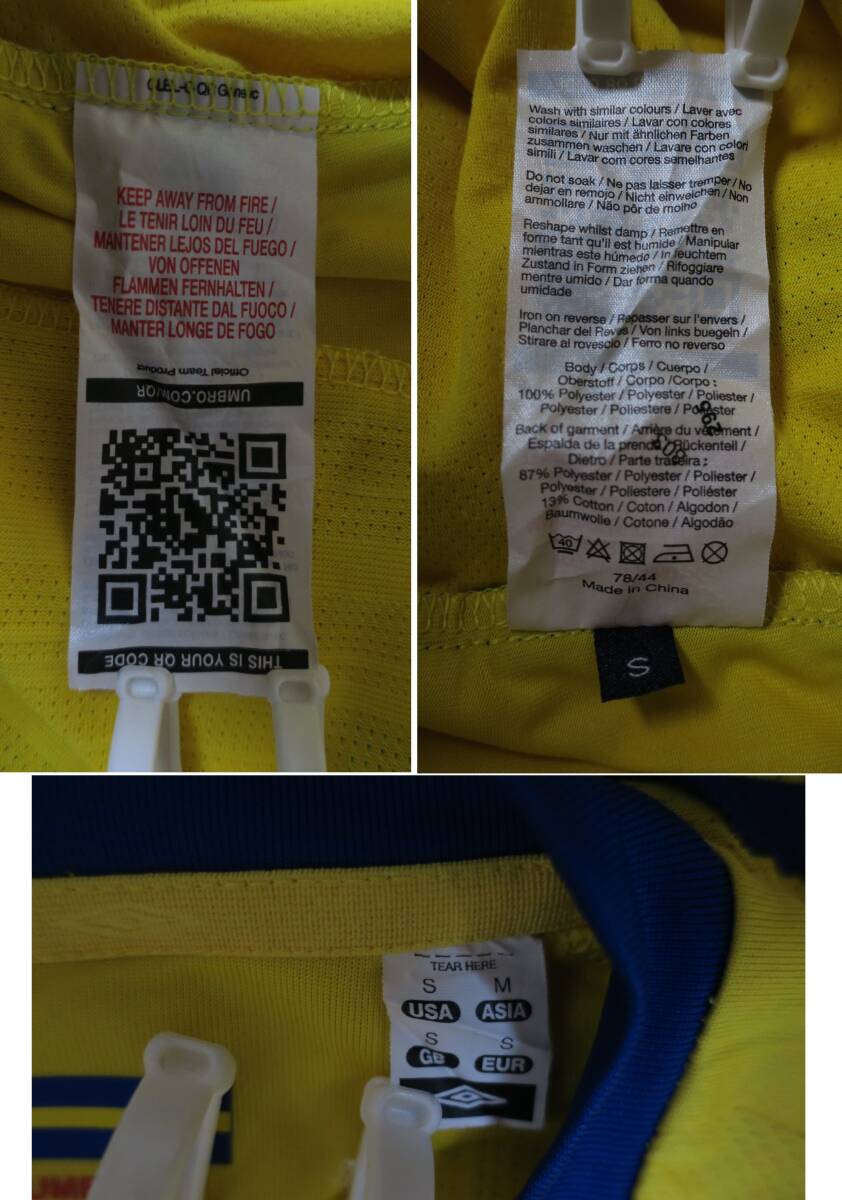 KEEP AWAY FROM FIRE /
LE TENIR LOIN DU FEU /
MANTENER LEJOS DEL FUEGO /
VON OFFENEN
FLAMMEN FERNHALTEN /
TENERE DISTANTE DAL FUOCO /
MANTER LONGE DE FOGO
Official Team Product
UMBRO.COM/QR
THIS IS YOUR QR CODE
Wash with similar colours / Laver avec
coloris similaires / Lavar con colores
similares / Nur mit ähnlichen Farben
zusammen waschen / Lavare con colori
simili / Lavar com cores semelhantes
Do not soak / Ne pas laisser tremper / No
dejar en remojo / Nicht einweichen / Non
ammollare / Não pôr de molho
Reshape whilst damp / Remettre en
forme tant qu'il est humide / Manipular
mientras este húmedo / In feuchtem
Zustand in Form ziehen / Rifoggiare
mentre umido / Dar forma quando
umidade
Iron on reverse / Repasser sur l'envers /
Planchar del Reves / Von links buegeln /
Stirare al rovescio / Ferro no reverso
Body / Corps / Cuerpo /
Oberstoff / Corpo /Corpo :
100% Polyester / Polyester / Poliester /
Polyester / Poliestere / Poliéster
Back of garment / Arrière du vêtement /
Espalda de la prenda / Rückenteil /
Dietro / Parte traseira :
87% Polyester / Polyester / Poliester /
Polyester / Poliestere / Poliéster
13% Cotton / Coton / Algodon /
Baumwolle / Cotone / Algodão
40
78/44
Made in China
S
TEAR HERE
S M
USA ASIA
S S
GB EUR